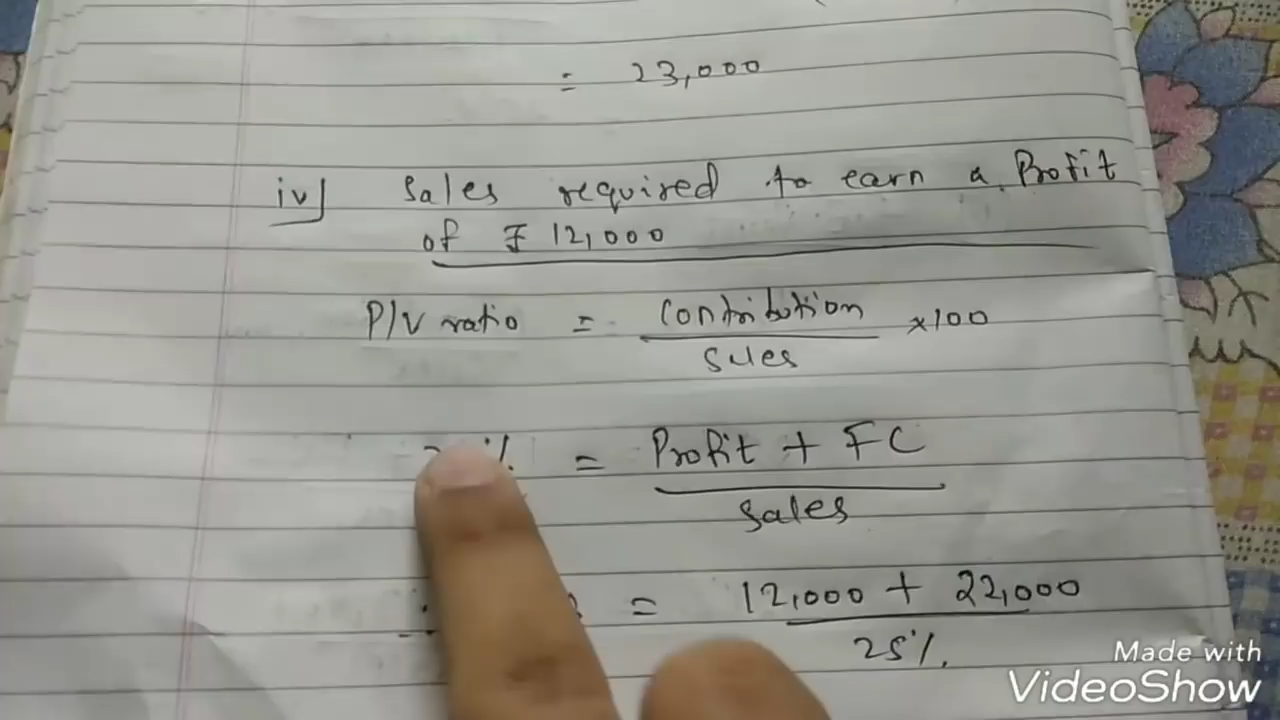 = 23,000
iv) Sales required to earn a Profit
of ₹ 12,000
P/V ratio = Contribution ×100
Sales
% = Profit + FC
Sales
= 12,000 + 22,000
25%.
Made with
VideoShow